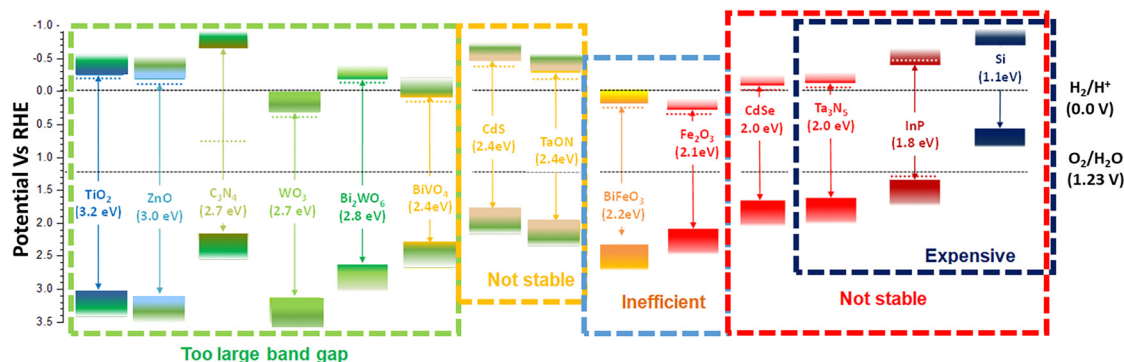 Potential Vs RHE
-1.0
-0.5
0.0
0.5
1.0
1.5
2.0
2.5
3.0
3.5
TiO₂
(3.2 eV)
ZnO
(3.0 eV)
C₃N₄
(2.7 eV)
WO₃
(2.7 eV)
Bi₂WO₆
(2.8 eV)
BiVO₄
(2.4eV)
Too large band gap
CdS
(2.4eV)
TaON
(2.4eV)
Not stable
BiFeO₃
(2.2eV)
Fe₂O₃
(2.1eV)
Inefficient
CdSe
2.0 eV)
Ta₃N₅
(2.0 eV)
InP
(1.8 eV)
Si
(1.1eV)
Expensive
Not stable
H₂/H⁺
(0.0 V)
O₂/H₂O
(1.23 V)